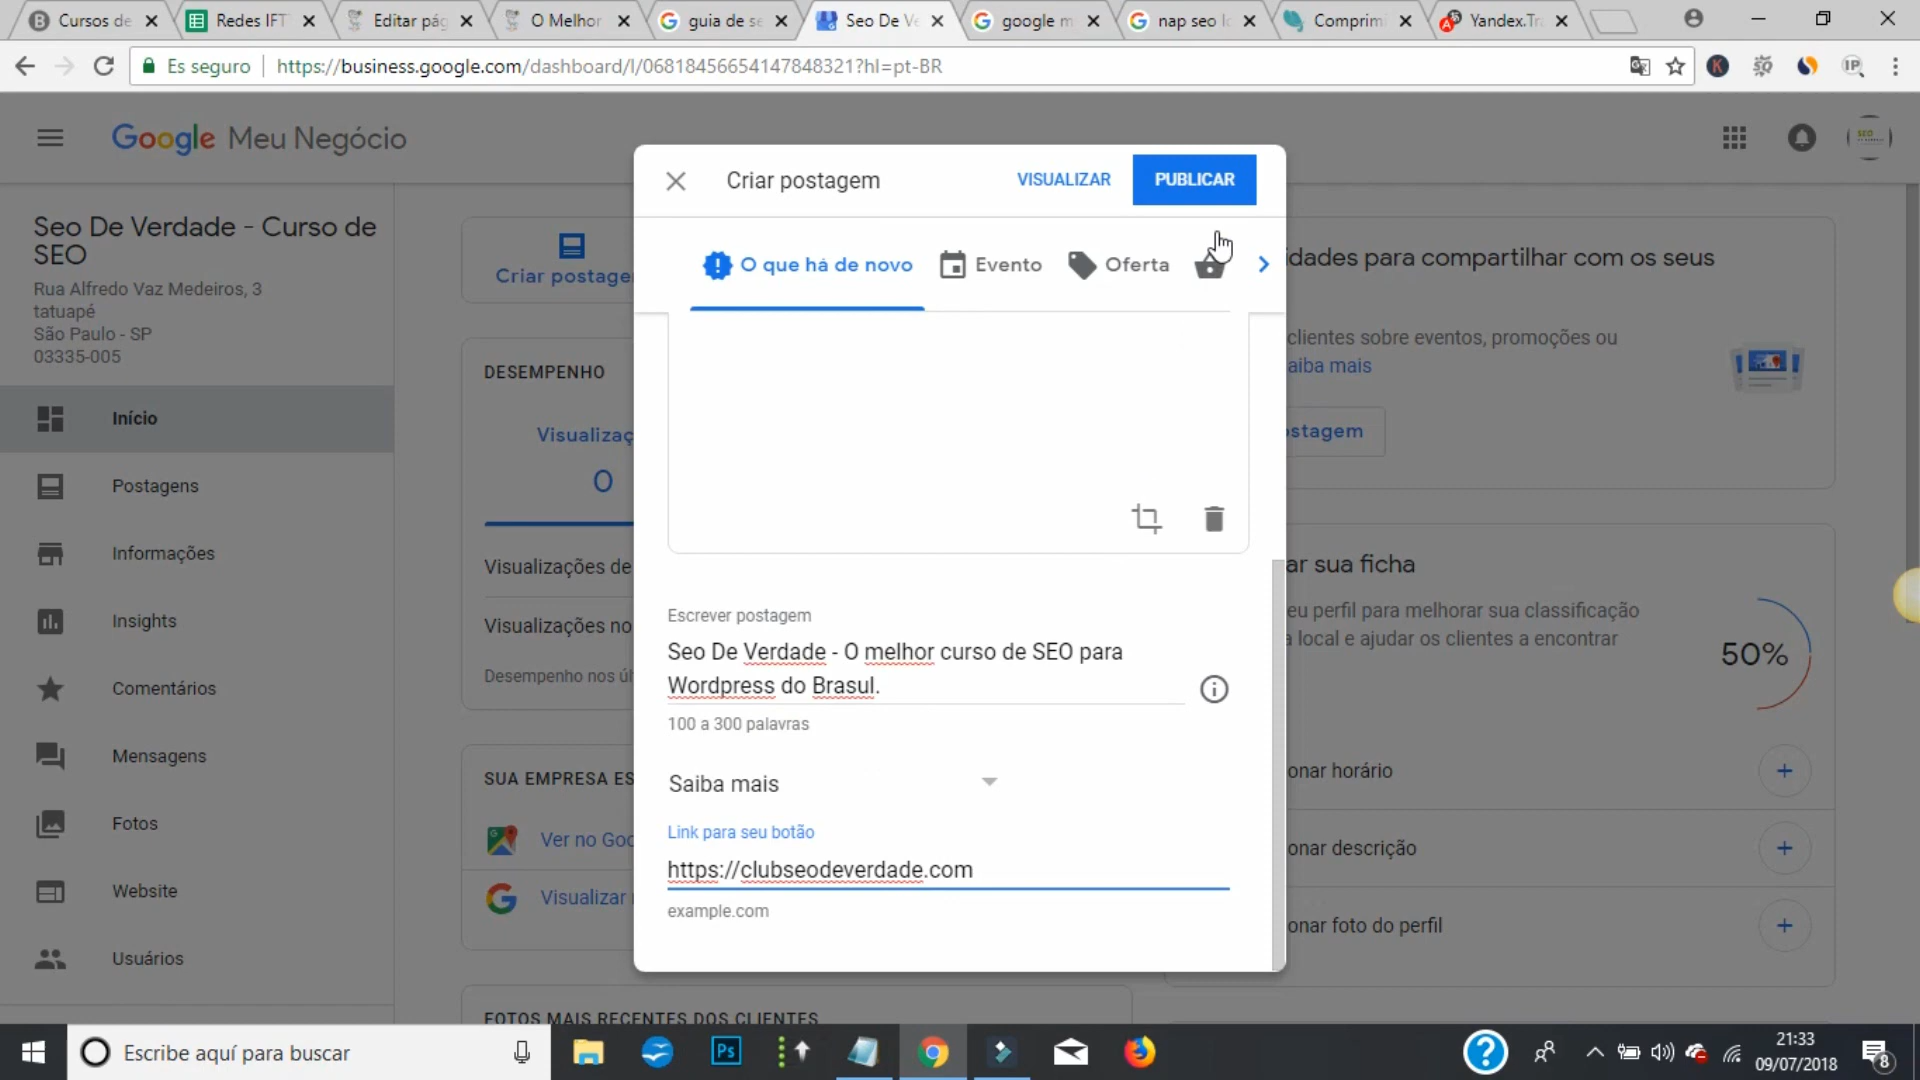 Cursos de
Redes IFT
Editar pág
O Melhor
guia de se
Seo De Ve
google m
nap seo lo
Comprimi
Yandex.Tr
Es seguro
https://business.google.com/dashboard/l/06818456654147848321?hl=pt-BR
Google Meu Negócio
Seo De Verdade - Curso de
SEO
Rua Alfredo Vaz Medeiros, 3
tatuapé
São Paulo - SP
03335-005
Início
Postagens
Informações
Insights
Comentários
Mensagens
Fotos
Website
Usuários
Criar postagem
DESEMPENHO
Visualizaç
0
Visualizações de
Visualizações no
Desempenho nos úl
SUA EMPRESA ES
Ver no Goo
Visualizar
FOTOS MAIS RECENTES DOS CLIENTES
Criar postagem
VISUALIZAR
PUBLICAR
O que há de novo
Evento
Oferta
Escrever postagem
Seo De Verdade - O melhor curso de SEO para
Wordpress do Brasul.
100 a 300 palavras
Saiba mais
Link para seu botão
https://clubseodeverdade.com
example.com
idades para compartilhar com os seus
clientes sobre eventos, promoções ou
aiba mais
ostagem
ar sua ficha
eu perfil para melhorar sua classificação
a local e ajudar os clientes a encontrar
50%
onar horário
onar descrição
onar foto do perfil
Escribe aquí para buscar
Ps
21:33
09/07/2018
8